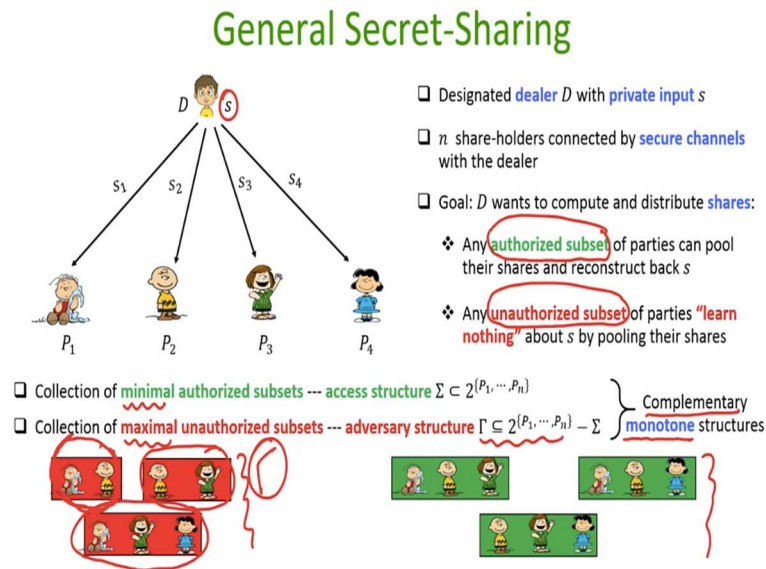 General Secret-Sharing
D s
s₁ s₂ s₃ s₄
P₁ P₂ P₃ P₄
❑ Designated dealer D with private input s
❑ n share-holders connected by secure channels
with the dealer
❑ Goal: D wants to compute and distribute shares:
❖ Any authorized subset of parties can pool
their shares and reconstruct back s
❖ Any unauthorized subset of parties “learn
nothing” about s by pooling their shares
❑ Collection of minimal authorized subsets --- access structure Σ ⊂ 2^{P₁, ⋯ ,Pₙ}
❑ Collection of maximal unauthorized subsets --- adversary structure Γ ⊆ 2^{P₁, ⋯ ,Pₙ} − Σ
Complementary
monotone structures
Γ